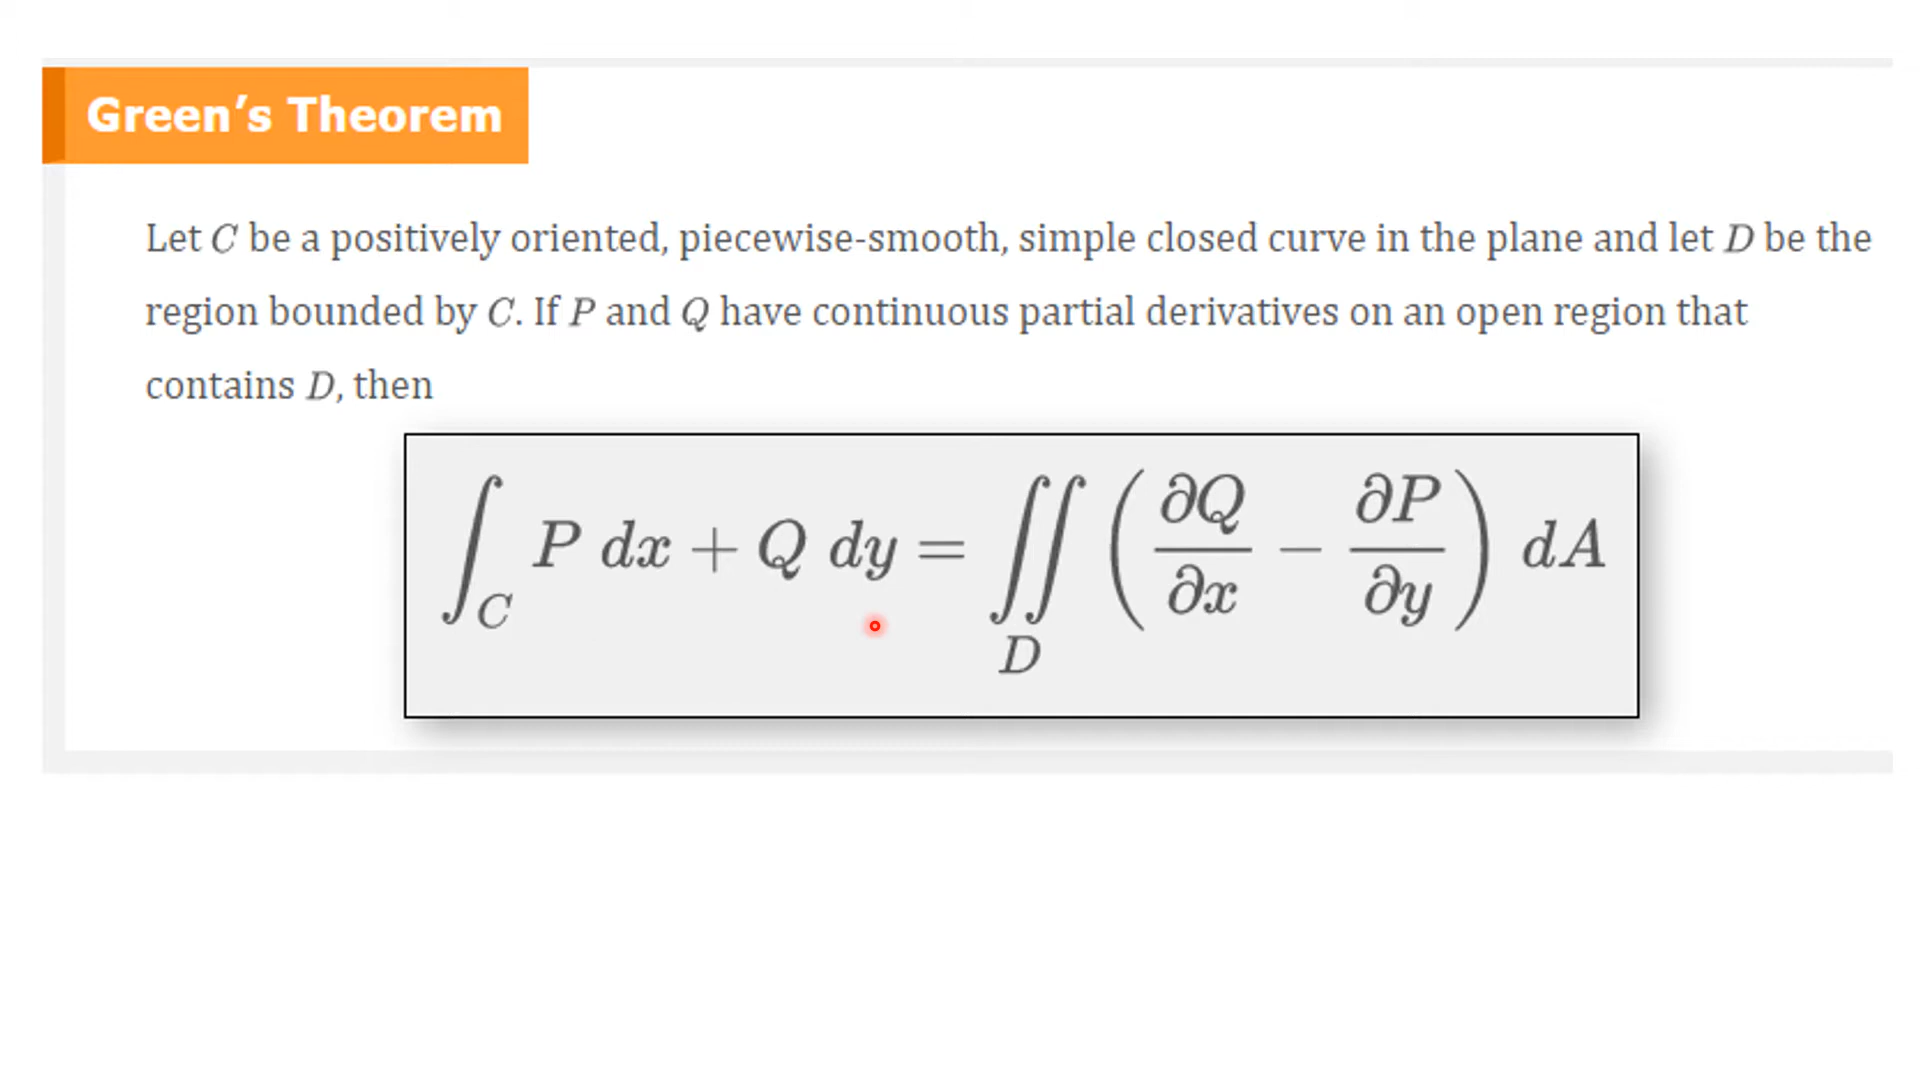 Green’s Theorem
Let C be a positively oriented, piecewise-smooth, simple closed curve in the plane and let D be the
region bounded by C. If P and Q have continuous partial derivatives on an open region that
contains D, then
∫_C P dx + Q dy = ∬_D (∂Q/∂x − ∂P/∂y) dA